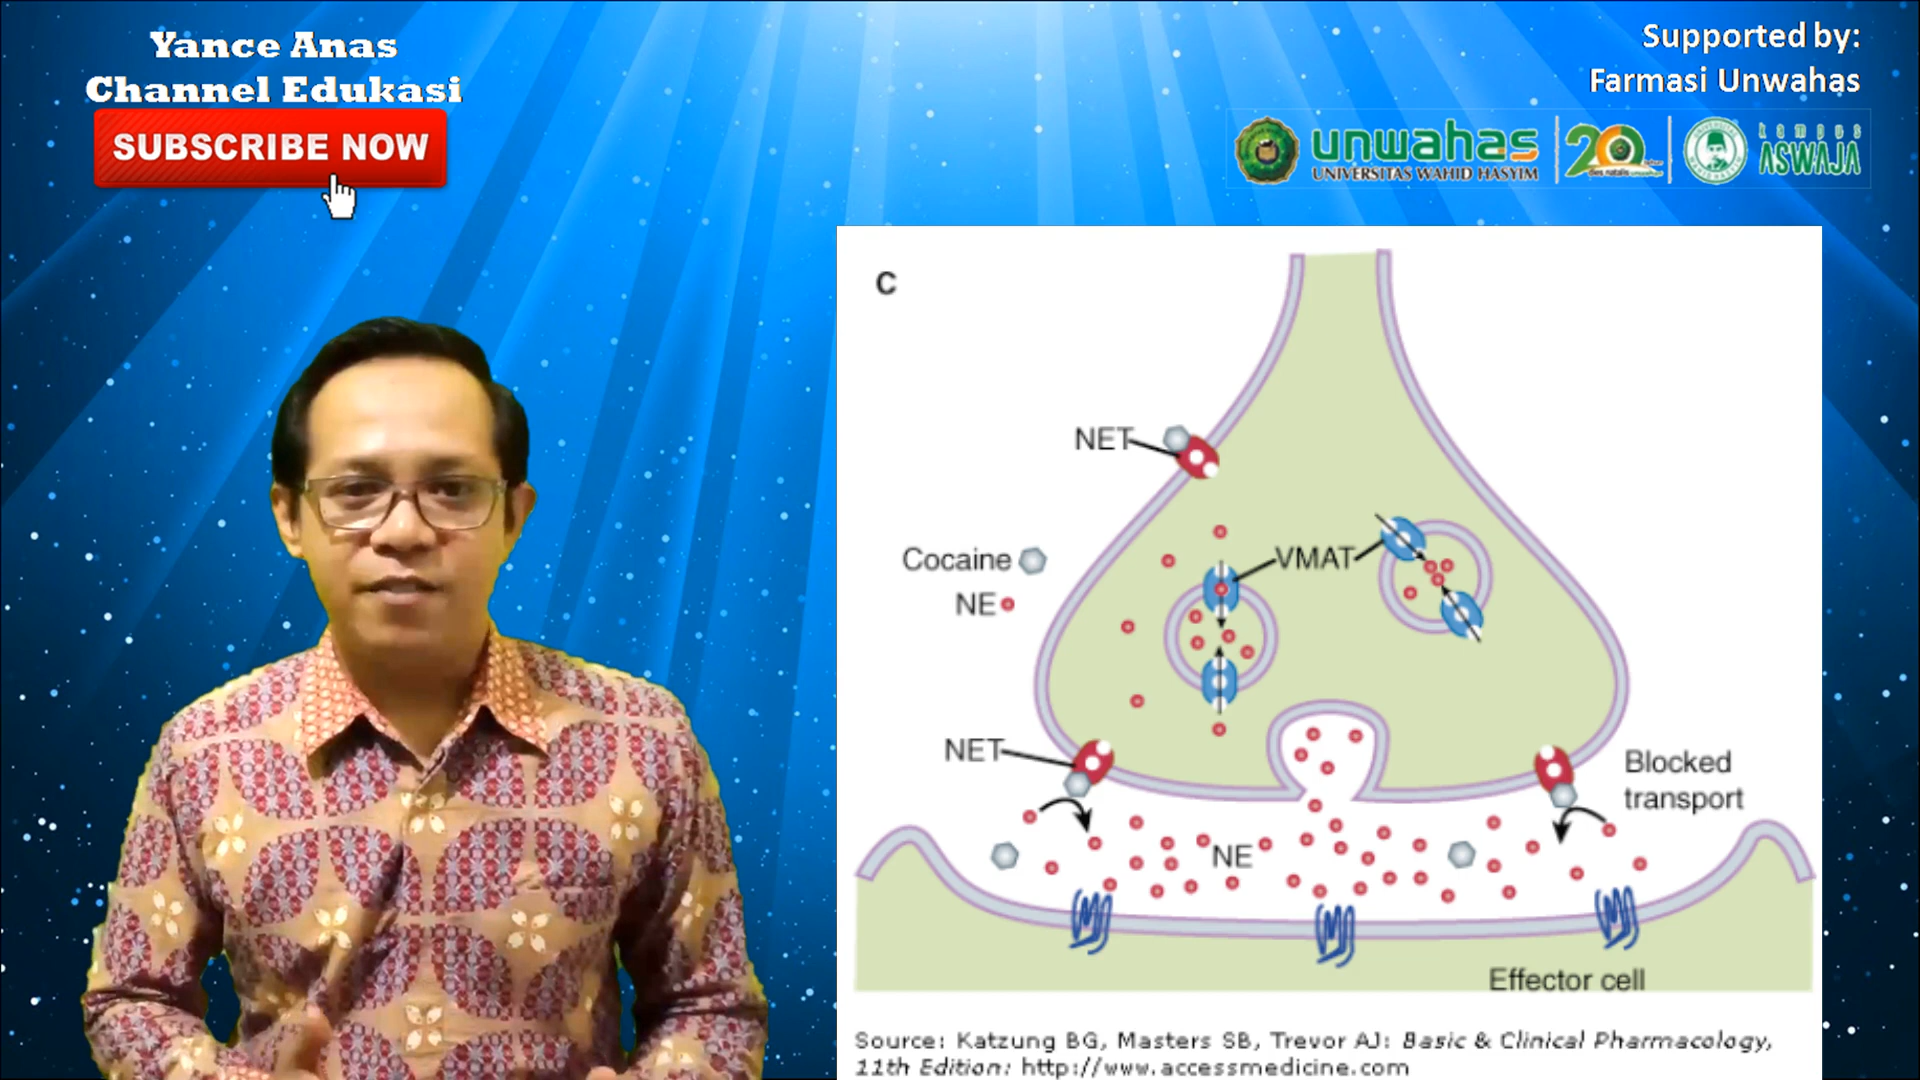 Yance Anas
Channel Edukasi
SUBSCRIBE NOW
Supported by:
Farmasi Unwahas
unwahas
UNIVERSITAS WAHID HASYIM
20
kampus
ASWAJA
C
NET
Cocaine
NE
VMAT
NET
Blocked
transport
NE
Effector cell
Source: Katzung BG, Masters SB, Trevor AJ: Basic & Clinical Pharmacology,
11th Edition: http://www.accessmedicine.com